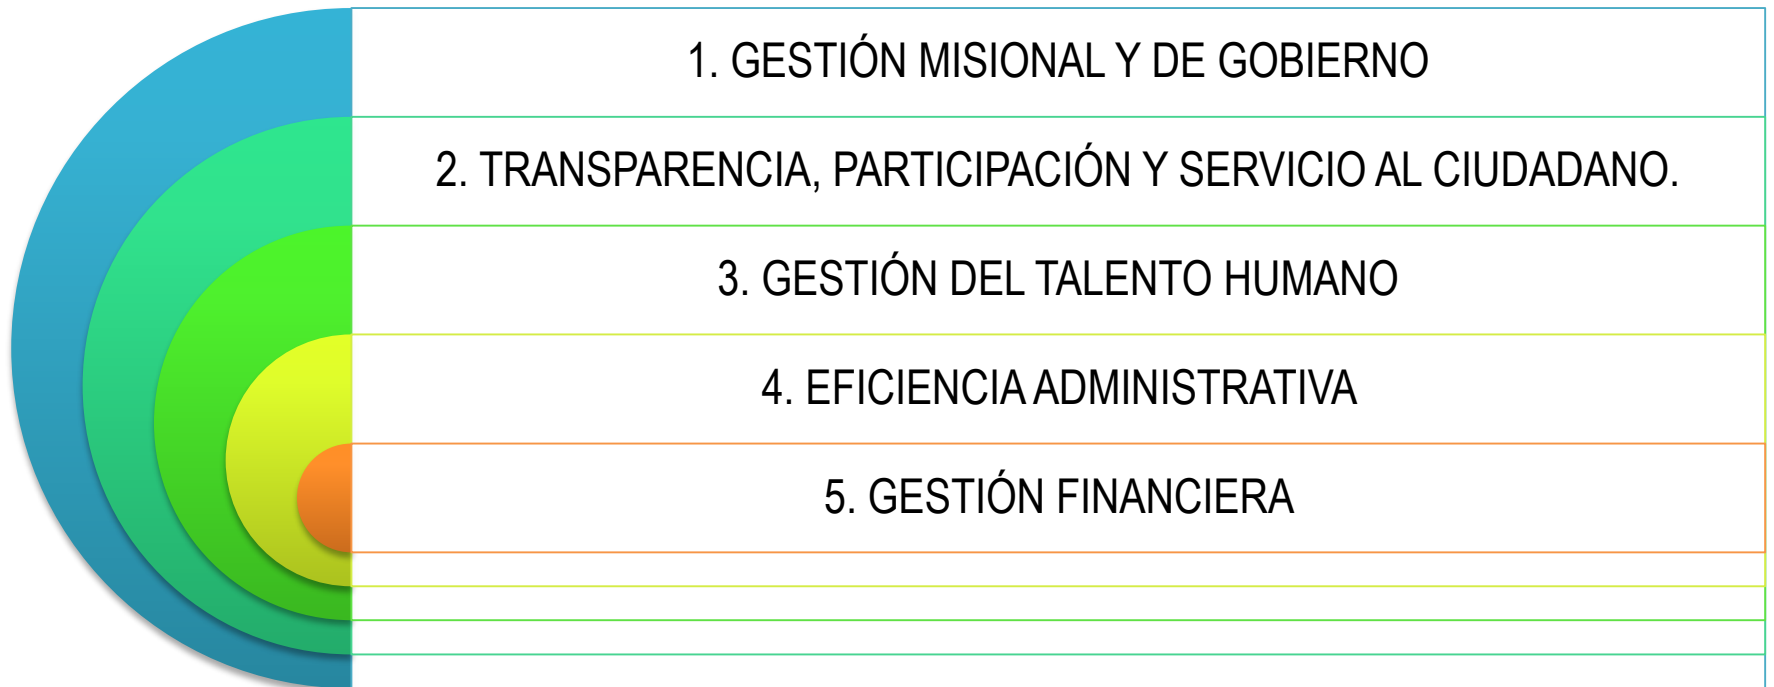 1. GESTIÓN MISIONAL Y DE GOBIERNO
2. TRANSPARENCIA, PARTICIPACIÓN Y SERVICIO AL CIUDADANO.
3. GESTIÓN DEL TALENTO HUMANO
4. EFICIENCIA ADMINISTRATIVA
5. GESTIÓN FINANCIERA